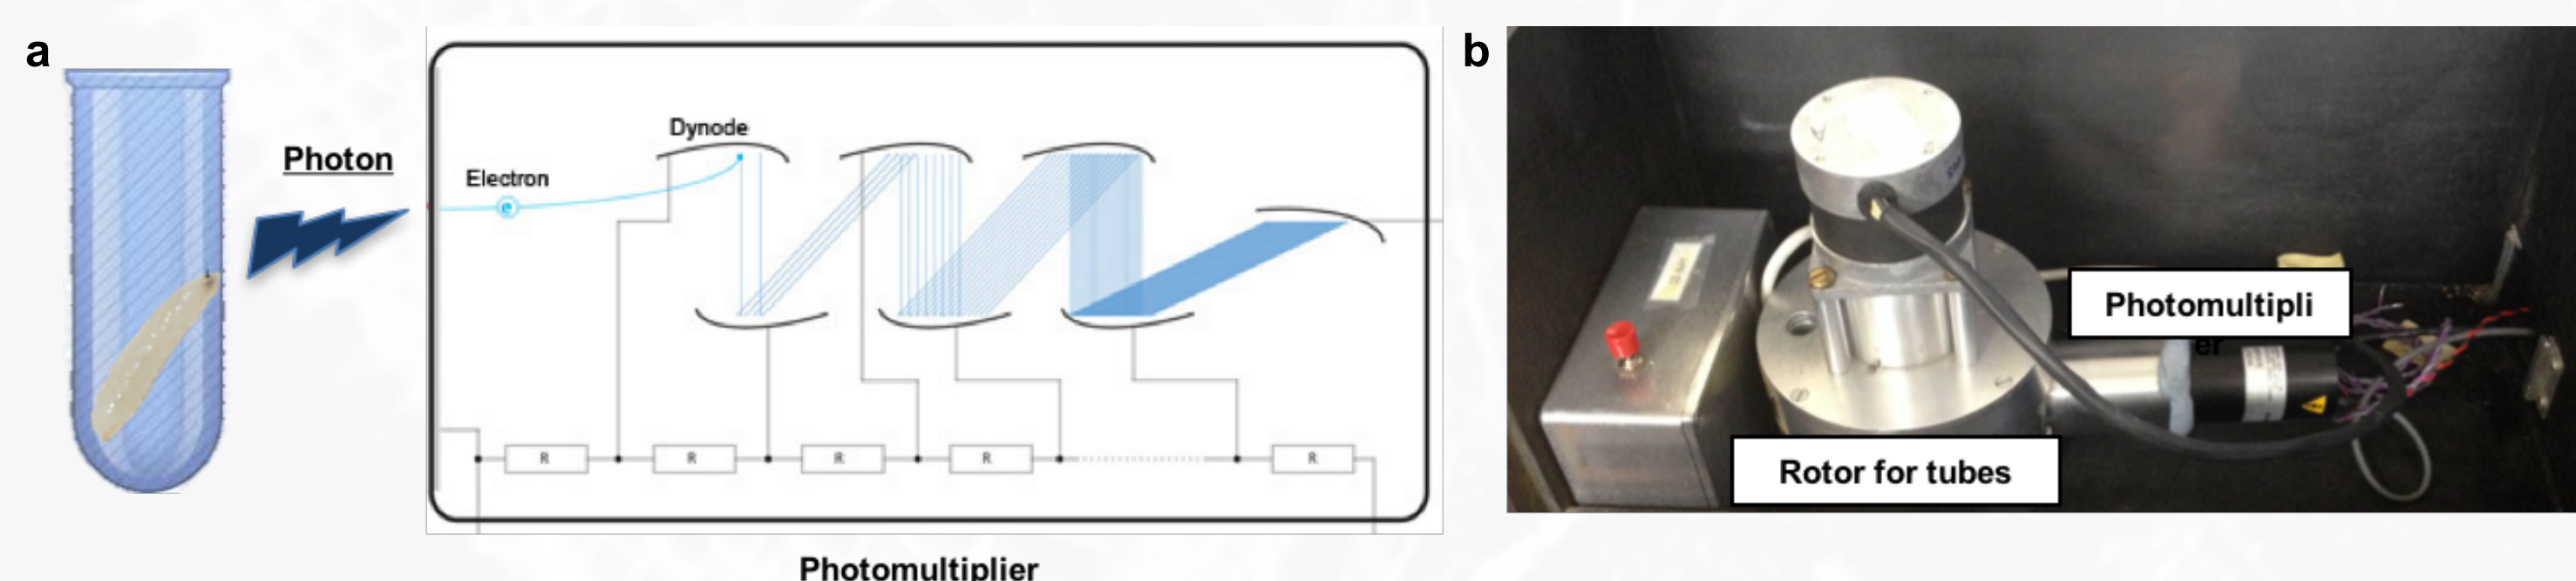 a
Photon
Electron
Dynode
R
R
R
R
R
Photomultiplier
b
Photomultipli
er
Rotor for tubes